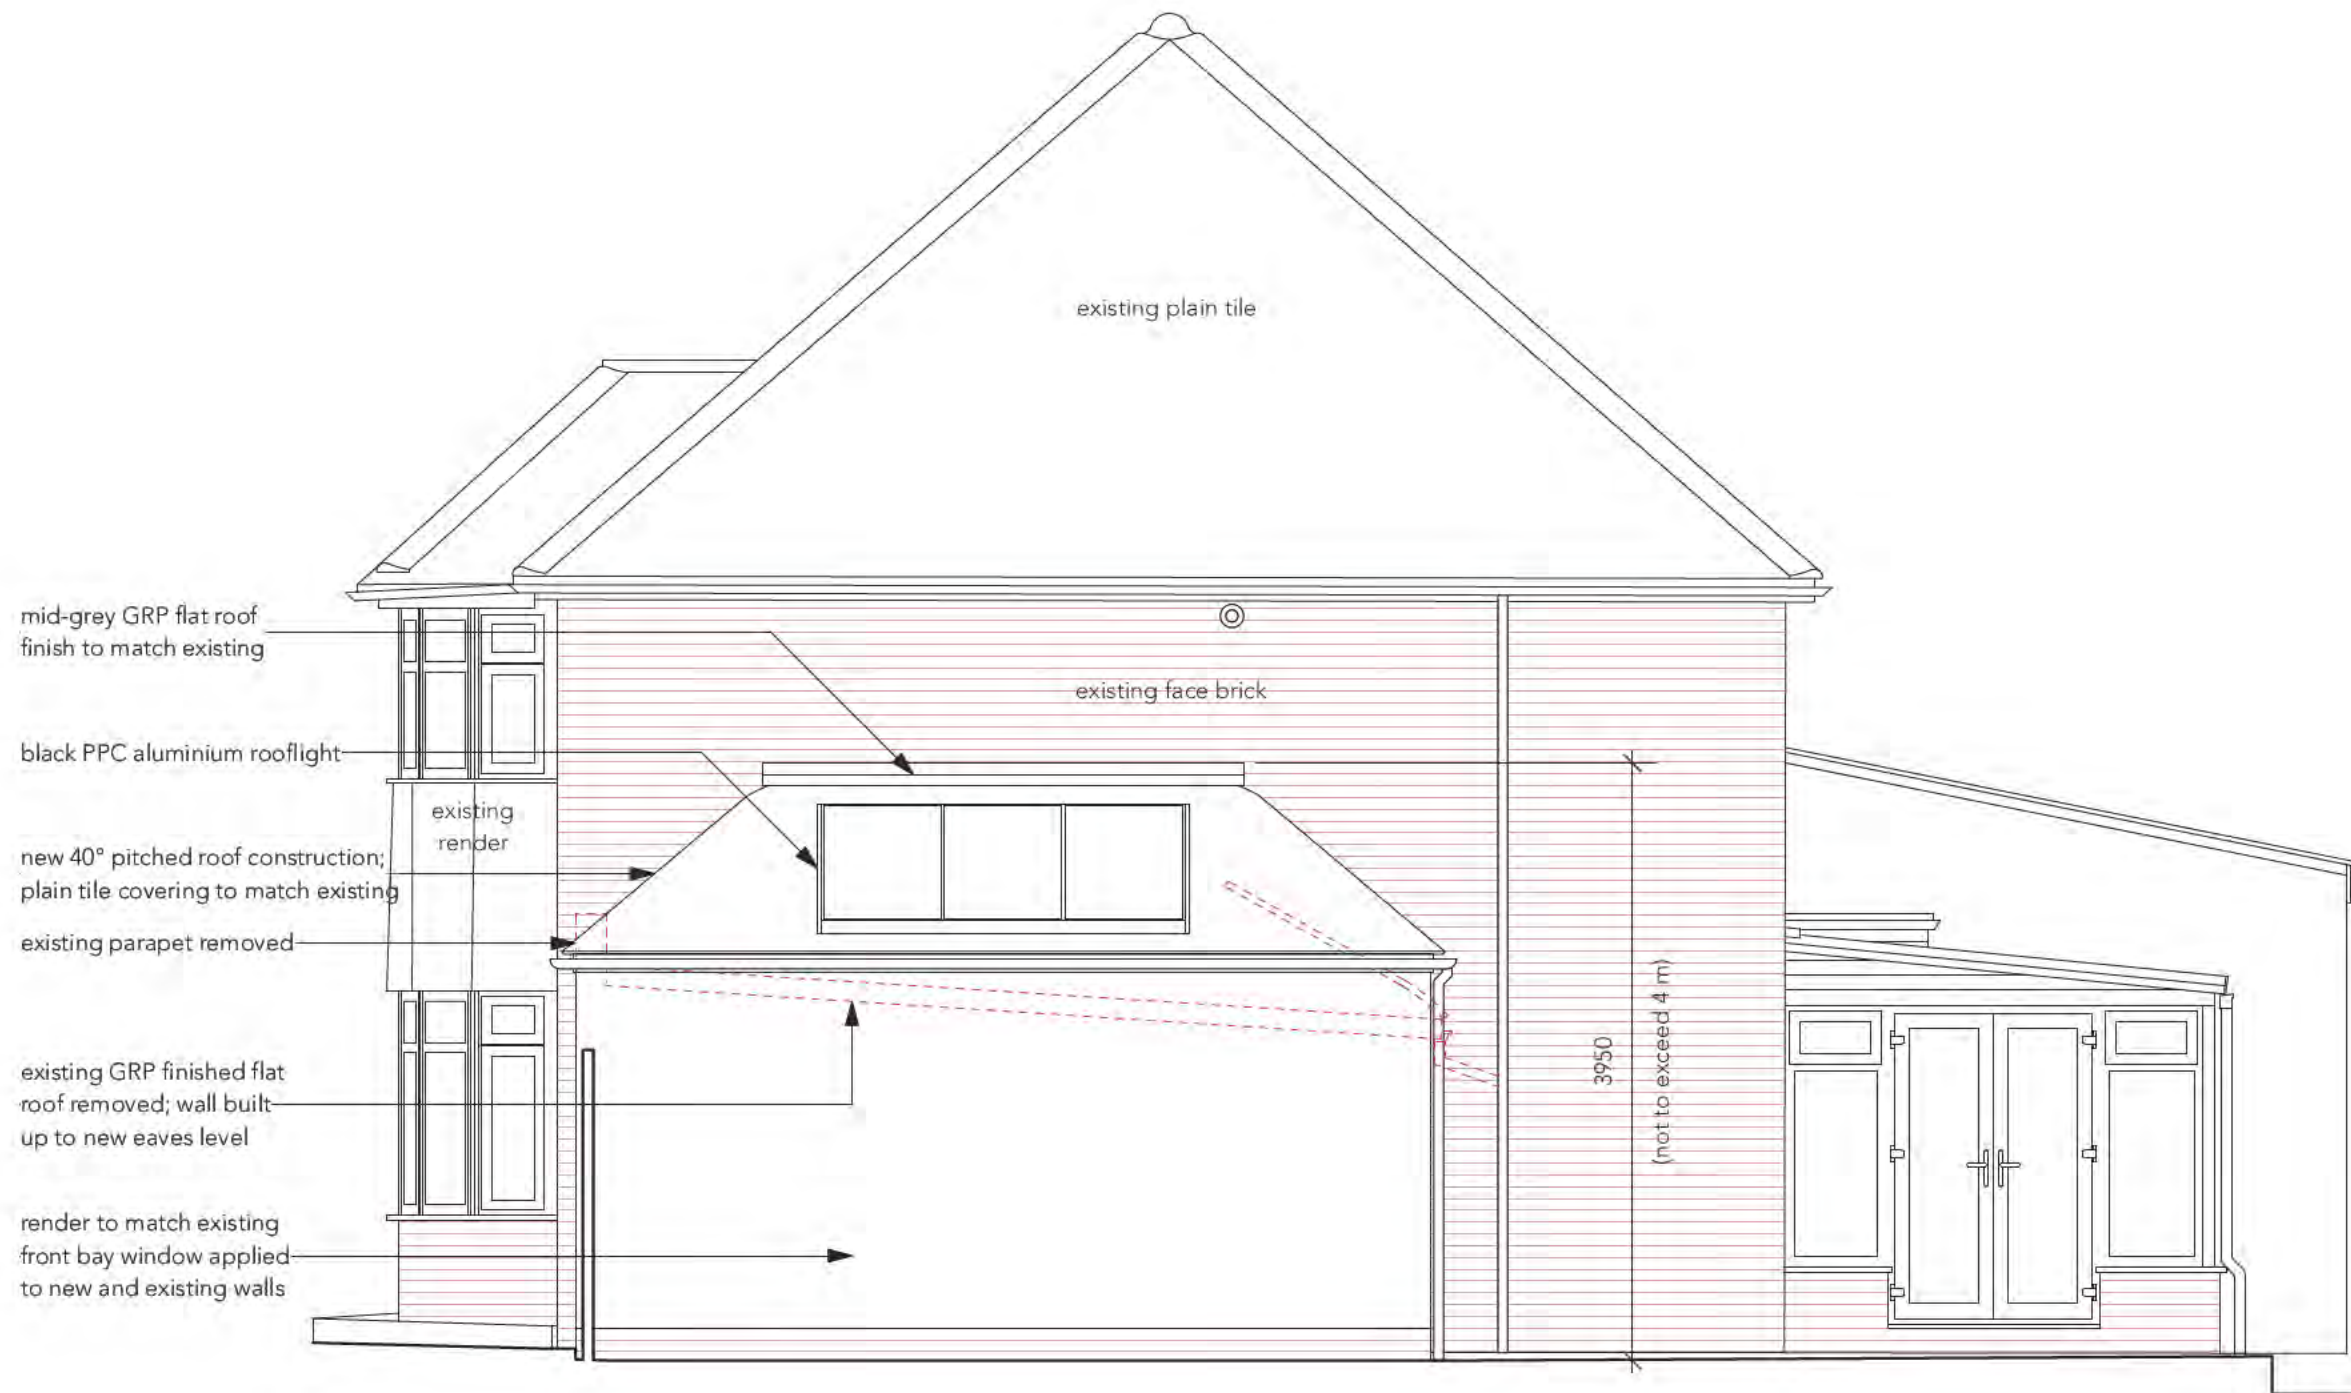 existing plain tile
mid-grey GRP flat roof
finish to match existing
existing face brick
black PPC aluminium rooflight
existing
render
new 40° pitched roof construction;
plain tile covering to match existing
existing parapet removed
3950
(not to exceed 4 m)
existing GRP finished flat
roof removed; wall built
up to new eaves level
render to match existing
front bay window applied
to new and existing walls